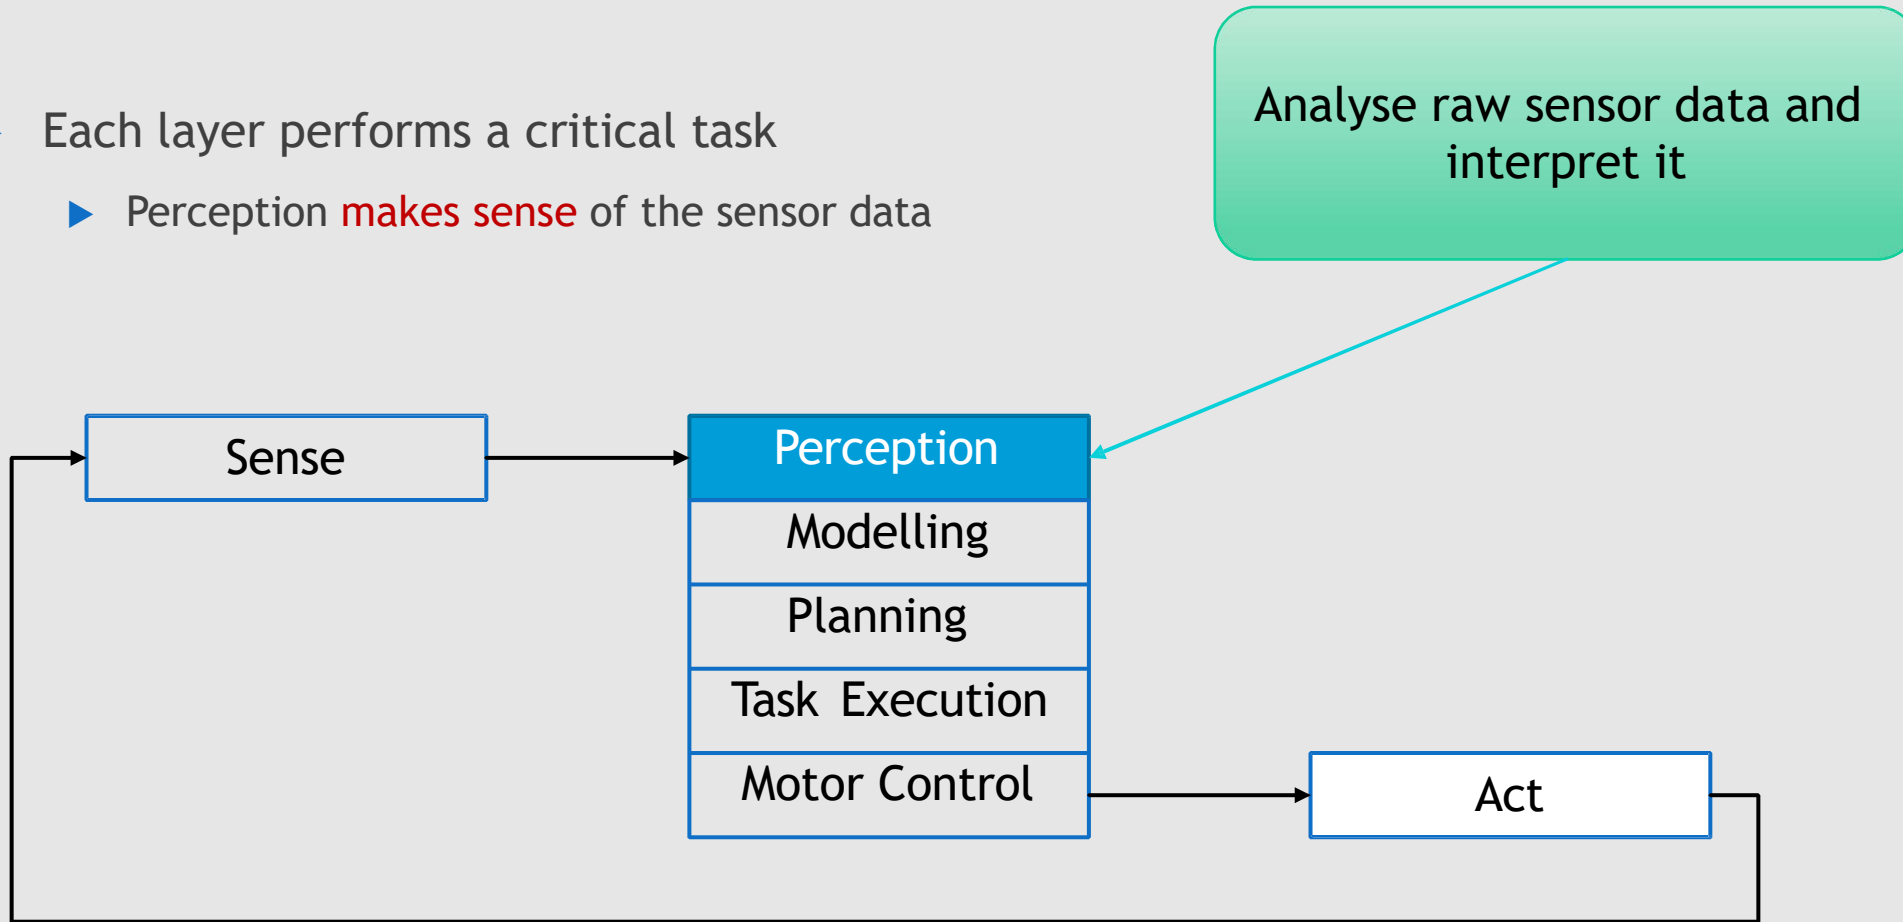 Each layer performs a critical task
Perception makes sense of the sensor data
Analyse raw sensor data and
interpret it
Sense
Perception
Modelling
Planning
Task Execution
Motor Control
Act